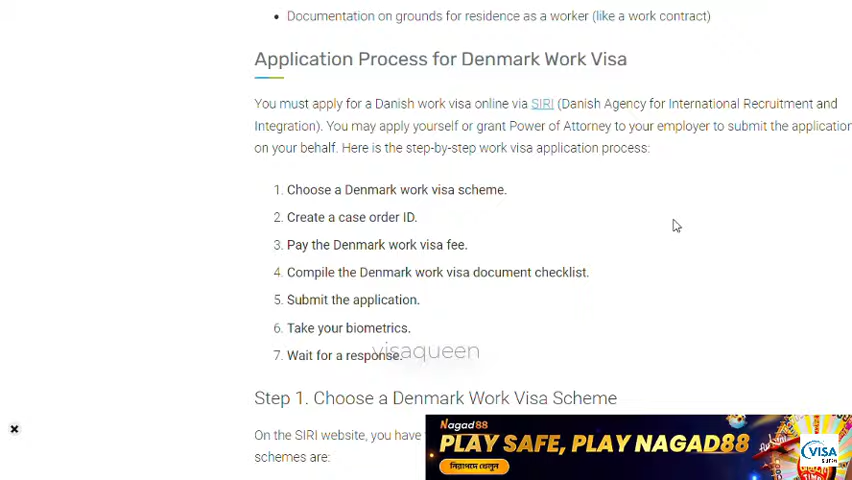 Documentation on grounds for residence as a worker (like a work contract)
Application Process for Denmark Work Visa
You must apply for a Danish work visa online via SIRI (Danish Agency for International Recruitment and
Integration). You may apply yourself or grant Power of Attorney to your employer to submit the application
on your behalf. Here is the step-by-step work visa application process:
1. Choose a Denmark work visa scheme.
2. Create a case order ID.
3. Pay the Denmark work visa fee.
4. Compile the Denmark work visa document checklist.
5. Submit the application.
6. Take your biometrics.
7. Wait for a response.
visaqueen
Step 1. Choose a Denmark Work Visa Scheme
On the SIRI website, you have
schemes are:
Nagad88
PLAY SAFE, PLAY NAGAD88
নিরাপদে খেলুন
VISA